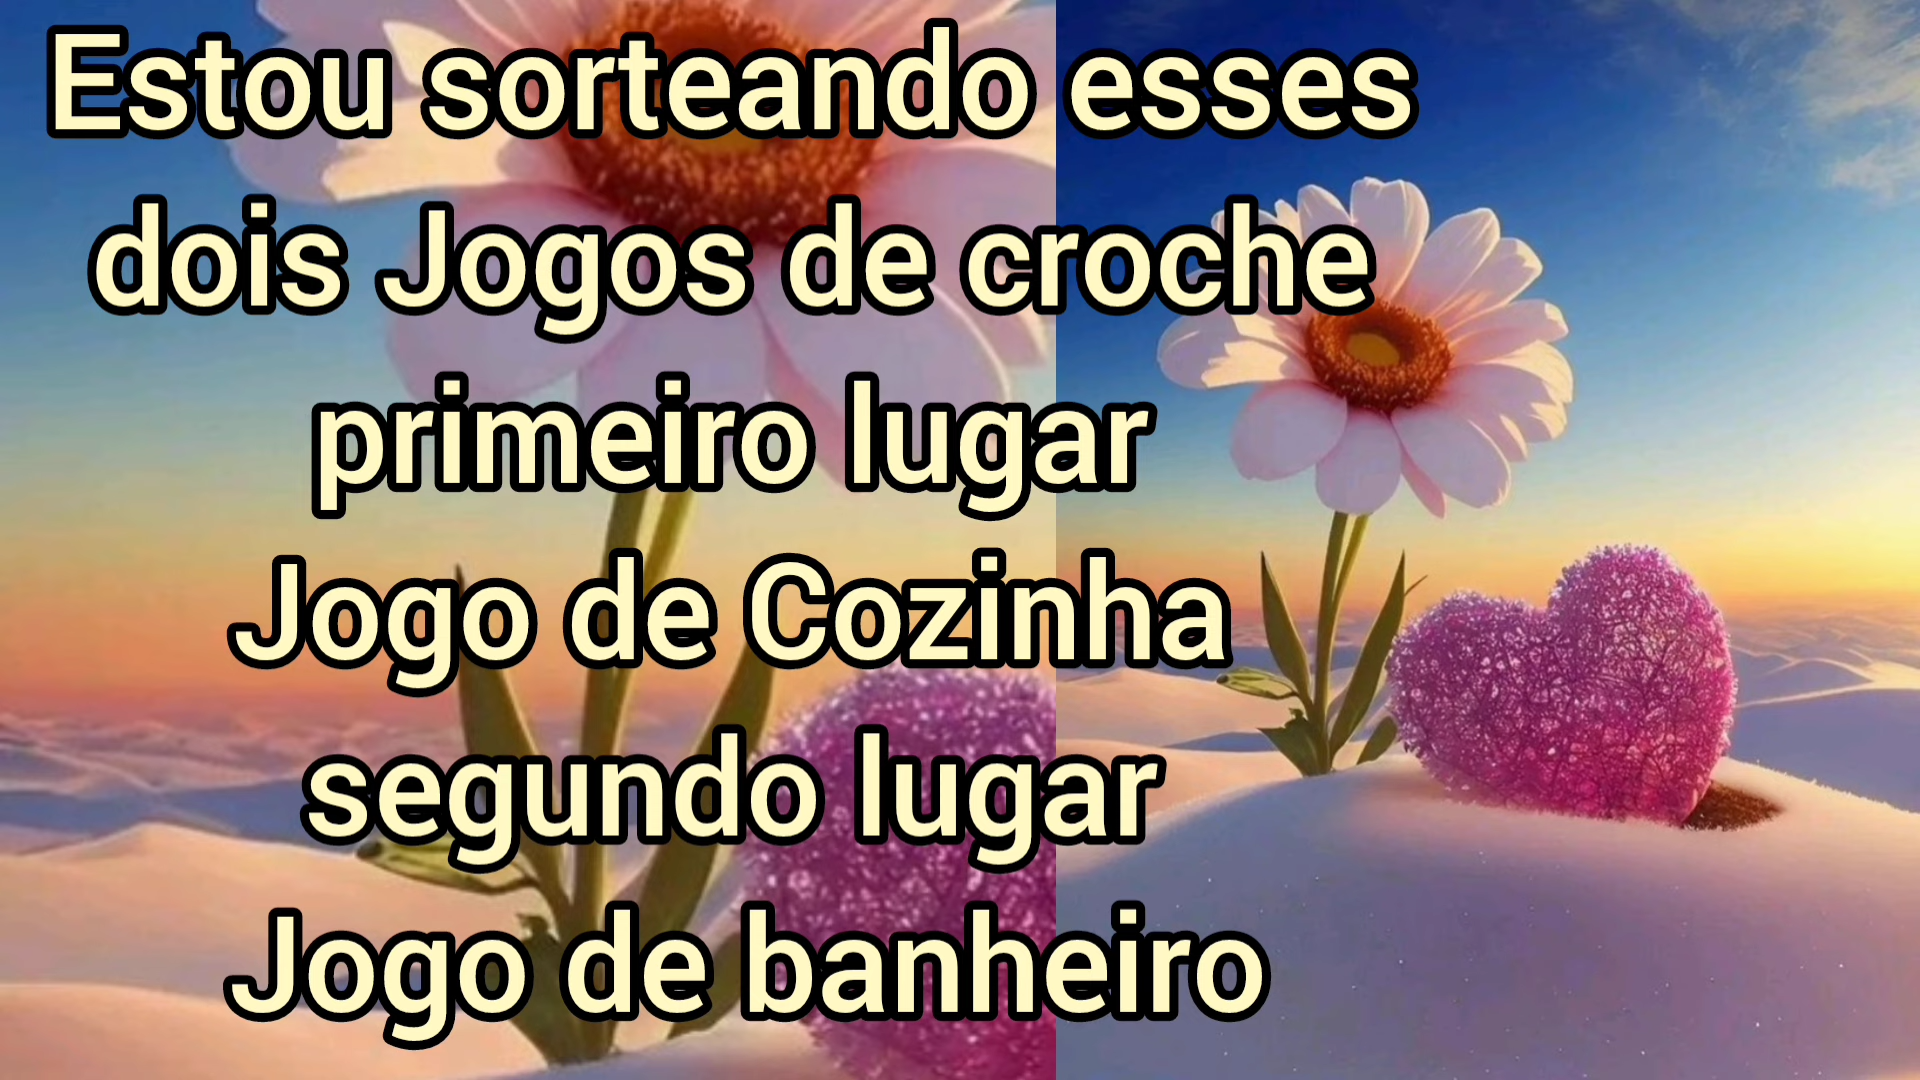 Estou sorteando esses
dois Jogos de croche
primeiro lugar
Jogo de Cozinha
segundo lugar
Jogo de banheiro